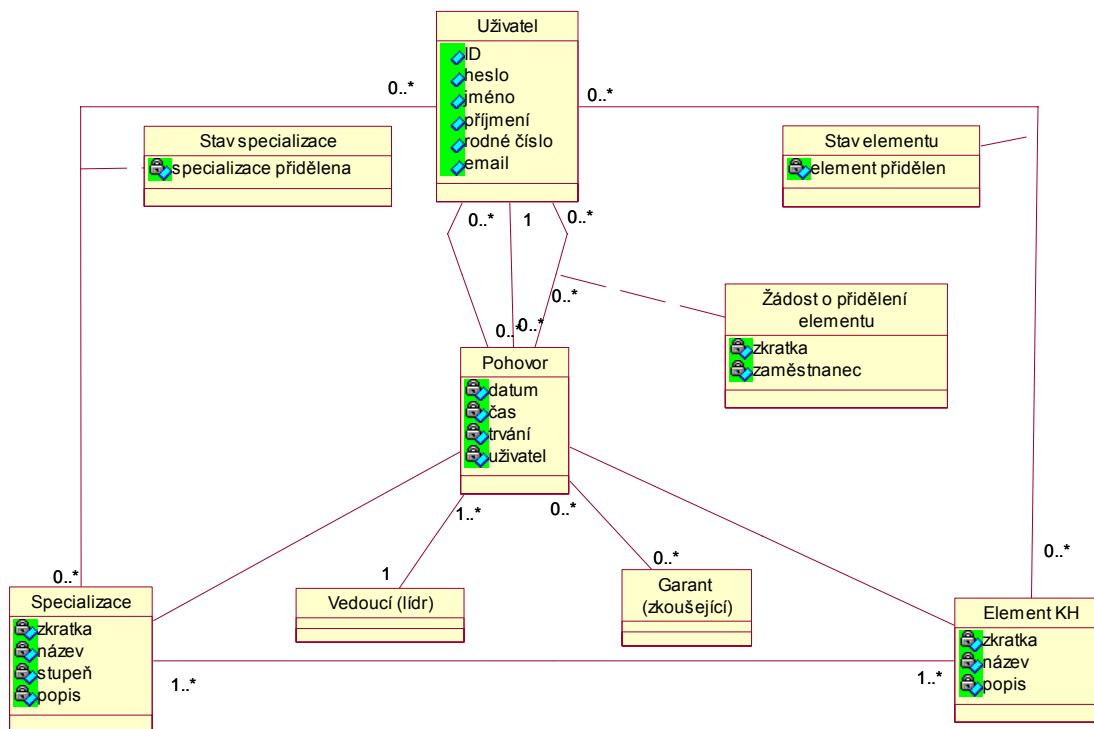 Uživatel
ID
heslo
jméno
příjmení
rodné číslo
email
0..*
0..*
Stav specializace
specializace přidělena
Stav elementu
element přidělen
0..*
1
0..*
0..*
Žádost o přidělení
elementu
zkratka
zaměstnanec
0..*
0..*
Pohovor
datum
čas
trvání
uživatel
1..*
0..*
0..*
1
0..*
0..*
Vedoucí (lídr)
Garant
(zkoušející)
Specializace
zkratka
název
stupeň
popis
Element KH
zkratka
název
popis
1..*
1..*